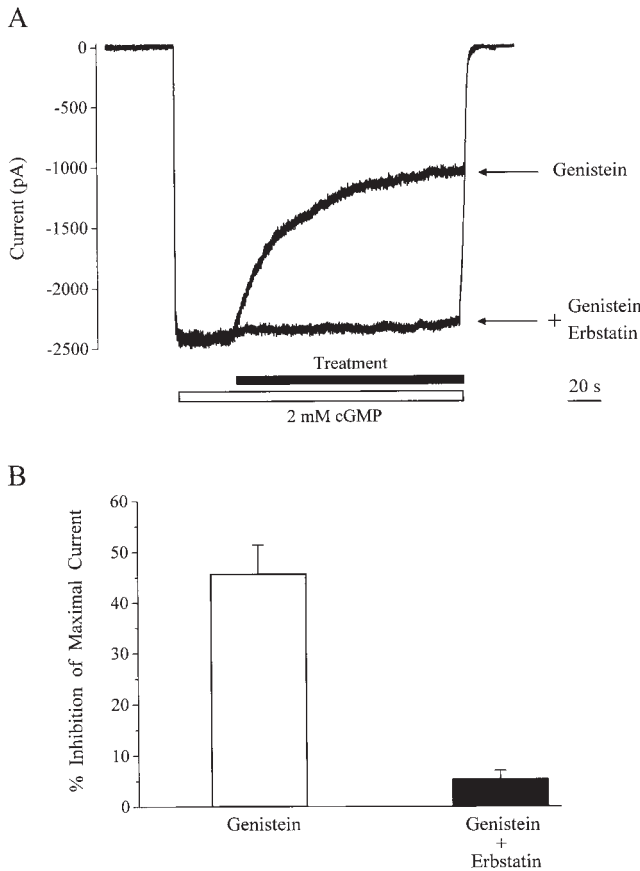 A
0
-500
-1000
-1500
-2000
-2500
Current (pA)
Genistein
Genistein
+
Erbstatin
Treatment
2 mM cGMP
20 s
B
60
50
40
30
20
10
0
% Inhibition of Maximal Current
Genistein
Genistein
+
Erbstatin